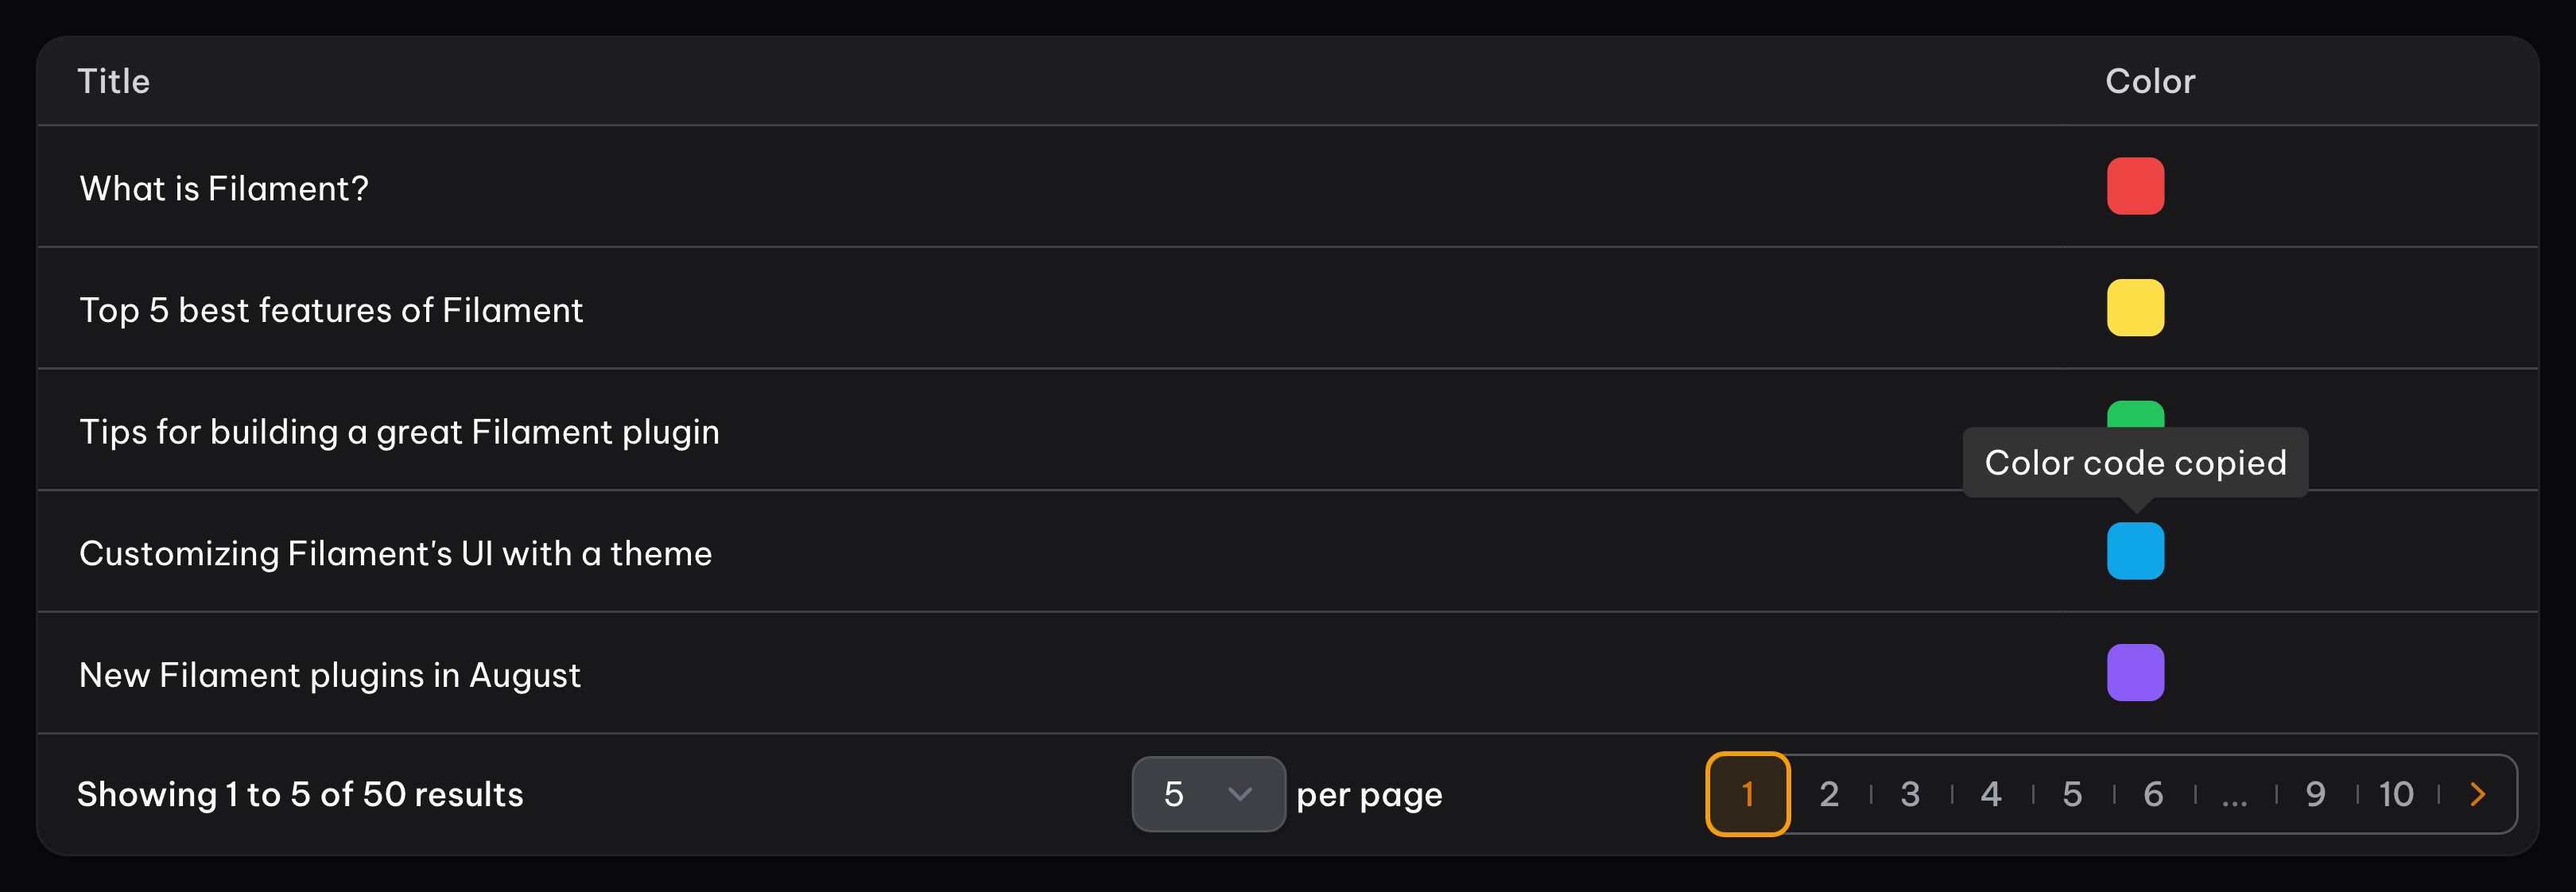 Title Color
What is Filament?
Top 5 best features of Filament
Tips for building a great Filament plugin
Color code copied
Customizing Filament's UI with a theme
New Filament plugins in August
Showing 1 to 5 of 50 results 5 per page 1 2 3 4 5 6 ... 9 10